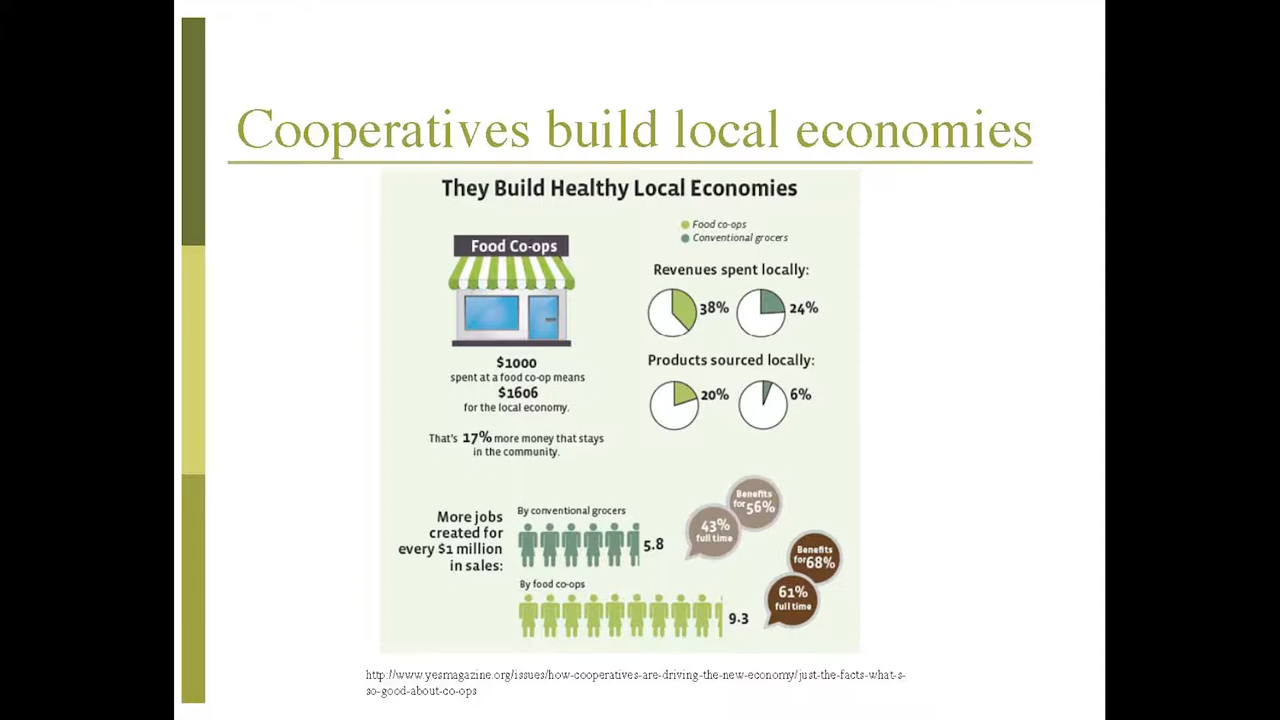 Cooperatives build local economies
They Build Healthy Local Economies
Food co-ops
Conventional grocers
Food Co-ops
Revenues spent locally:
38%
24%
Products sourced locally:
20%
6%
$1000
spent at a food co-op means
$1606
for the local economy.
That's 17% more money that stays
in the community.
More jobs
created for
every $1 million
in sales:
By conventional grocers
5.8
43%
full time
Benefits
for 56%
By food co-ops
9.3
61%
full time
Benefits
for 68%
http://www.yesmagazine.org/issues/how-cooperatives-are-driving-the-new-economy/just-the-facts-what-s-
so-good-about-co-ops